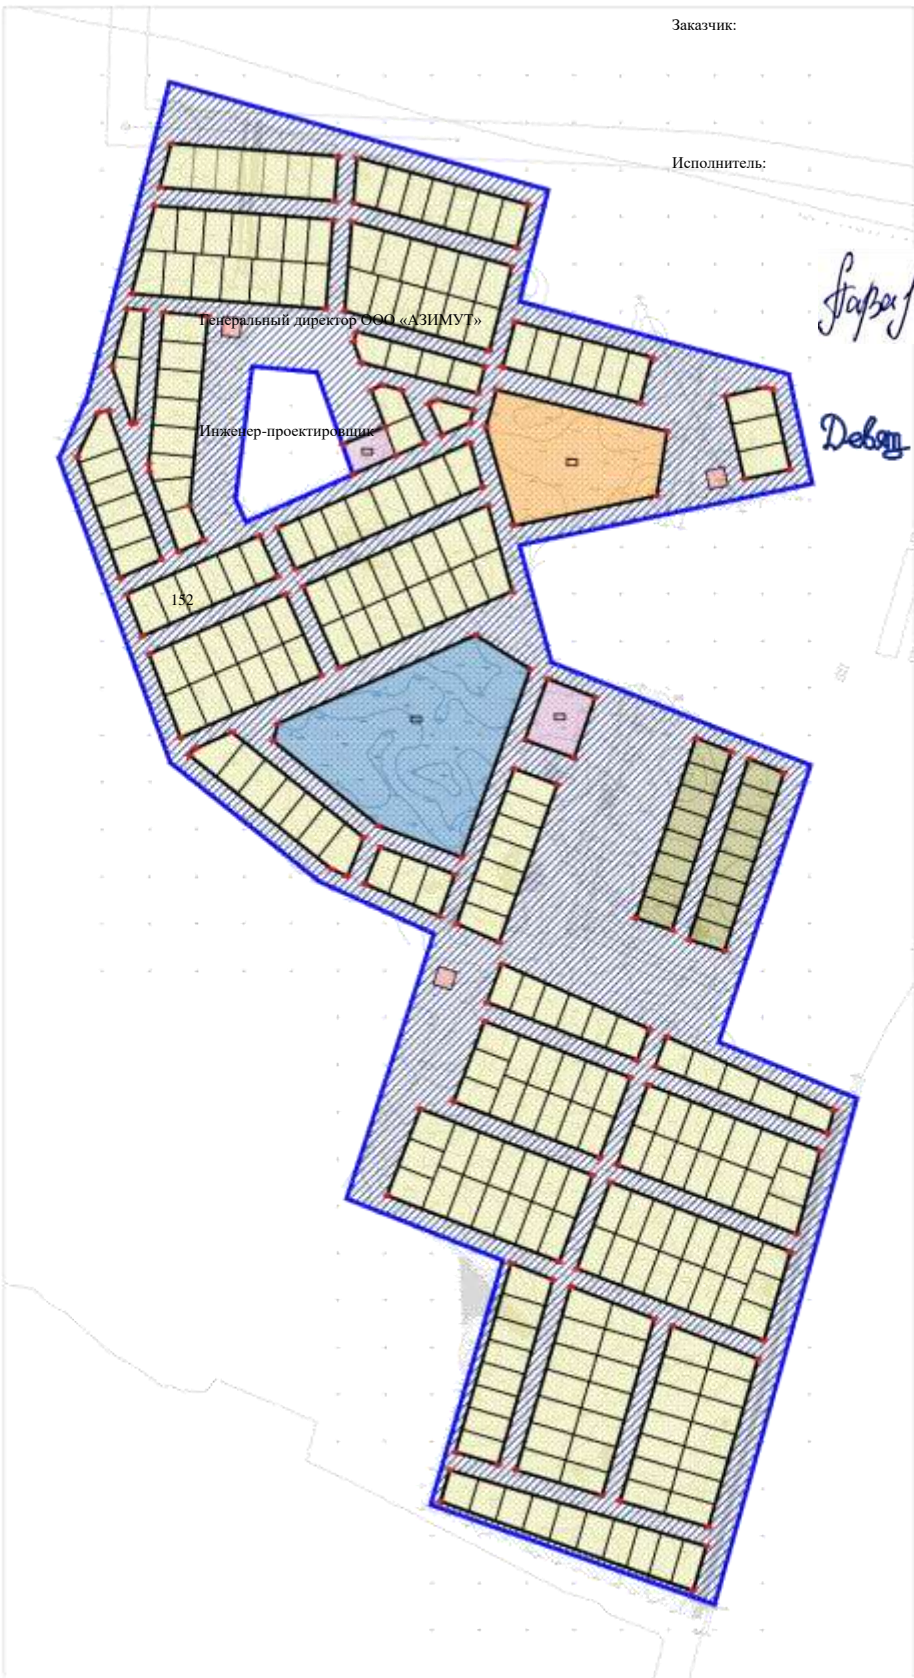 Заказчик:
Исполнитель:
Генеральный директор ООО «АЗИМУТ»
Инженер-проектировщик
152